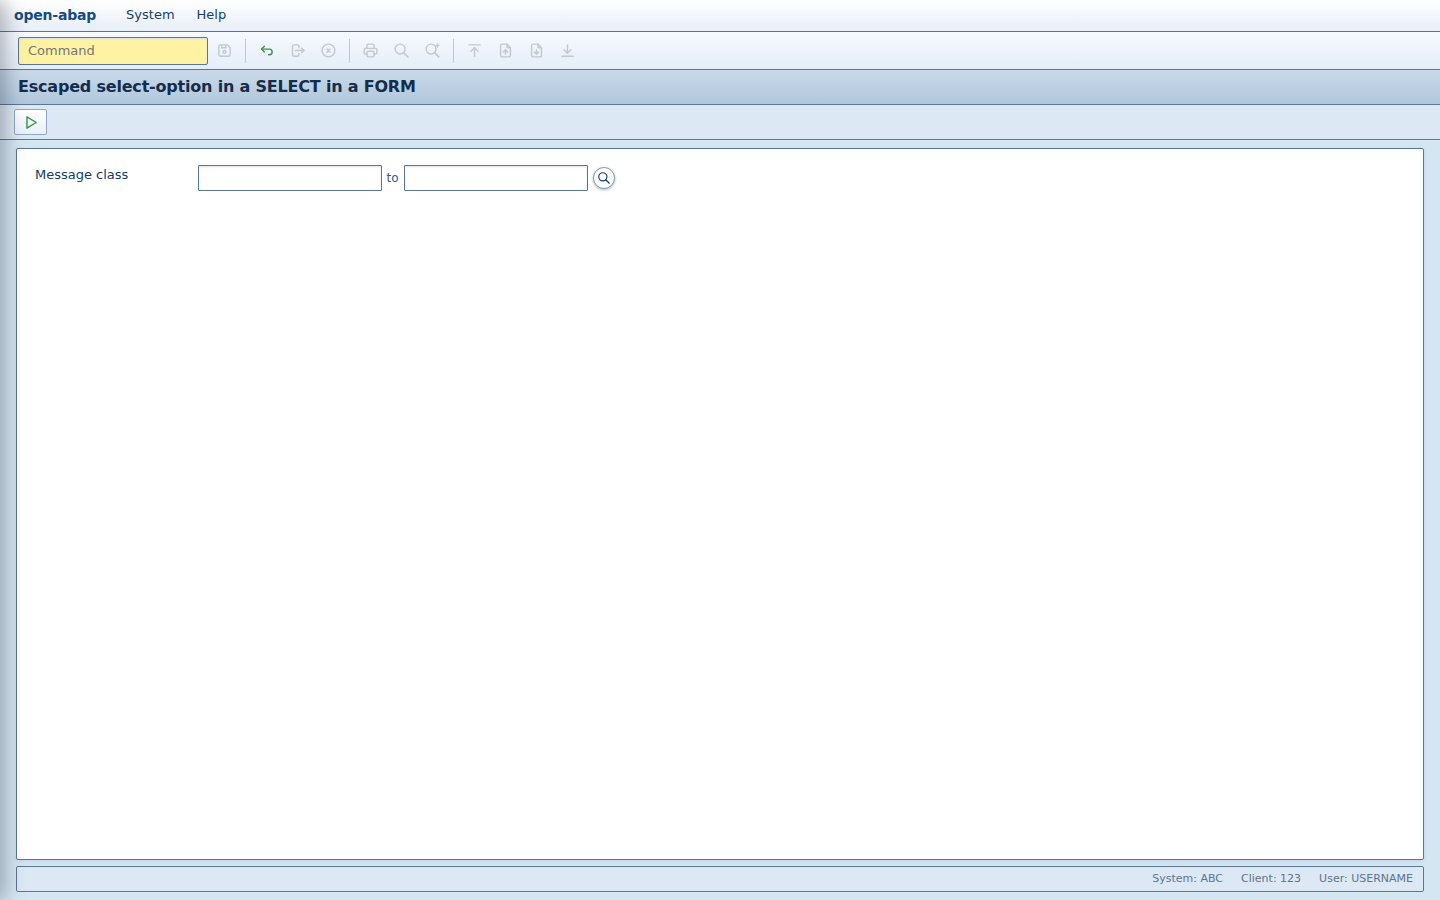 open-abap System Help
Command
Escaped select-option in a SELECT in a FORM
Message class to
System: ABC Client: 123 User: USERNAME